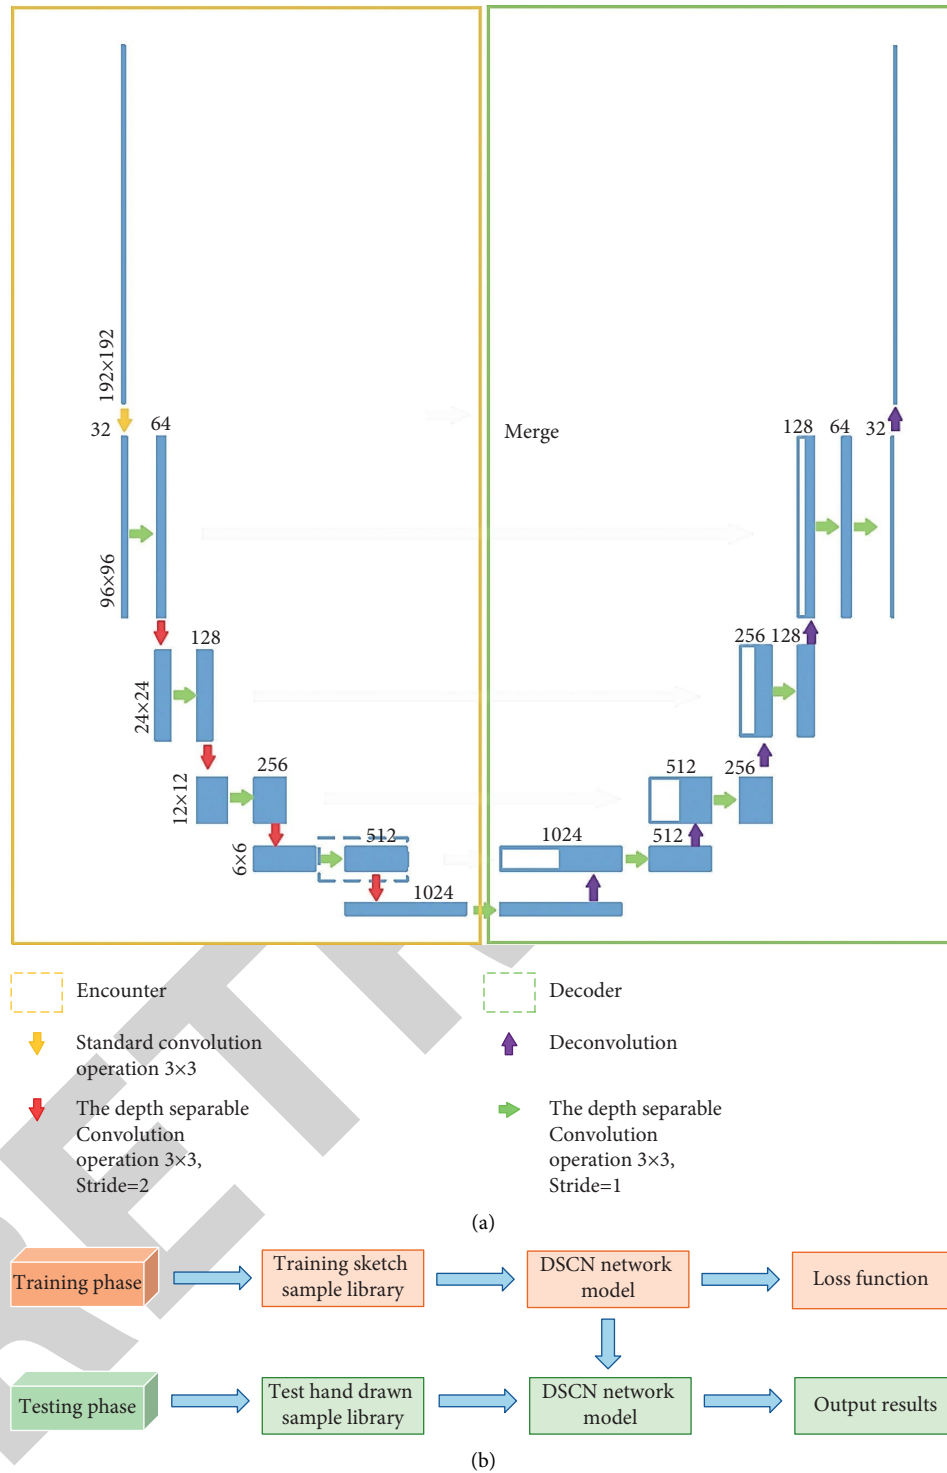 192×192
32
64
96×96
24×24
128
12×12
256
6×6
512
1024
Merge
128
64
32
256
128
512
256
1024
512
Encounter
Decoder
Standard convolution
operation 3×3
Deconvolution
The depth separable
Convolution
operation 3×3,
Stride=2
The depth separable
Convolution
operation 3×3,
Stride=1
(a)
Training phase
Training sketch
sample library
DSCN network
model
Loss function
Testing phase
Test hand drawn
sample library
DSCN network
model
Output results
(b)